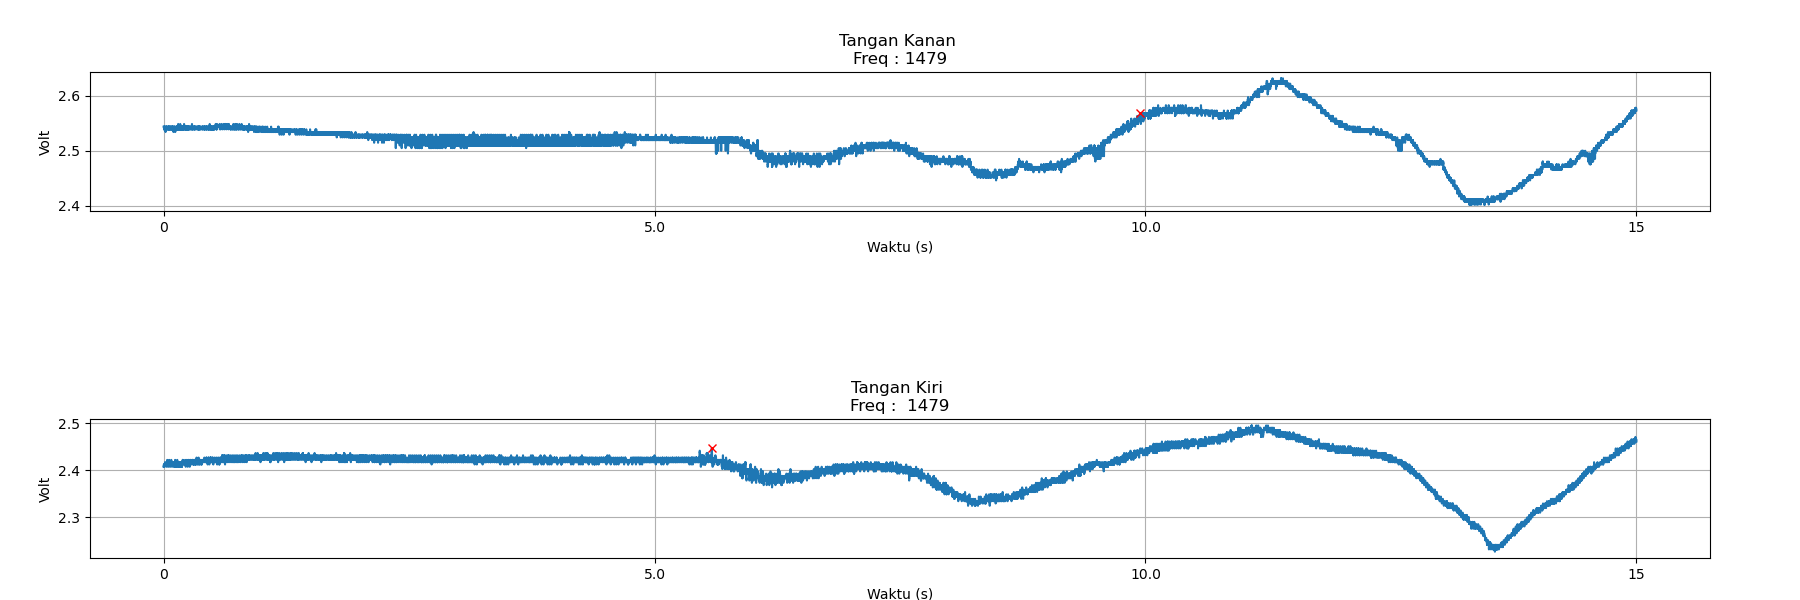 Tangan Kanan
Freq : 1479
Volt
2.6
2.5
2.4
0
5.0
10.0
15
Waktu (s)
Tangan Kiri
Freq :  1479
Volt
2.5
2.4
2.3
0
5.0
10.0
15
Waktu (s)